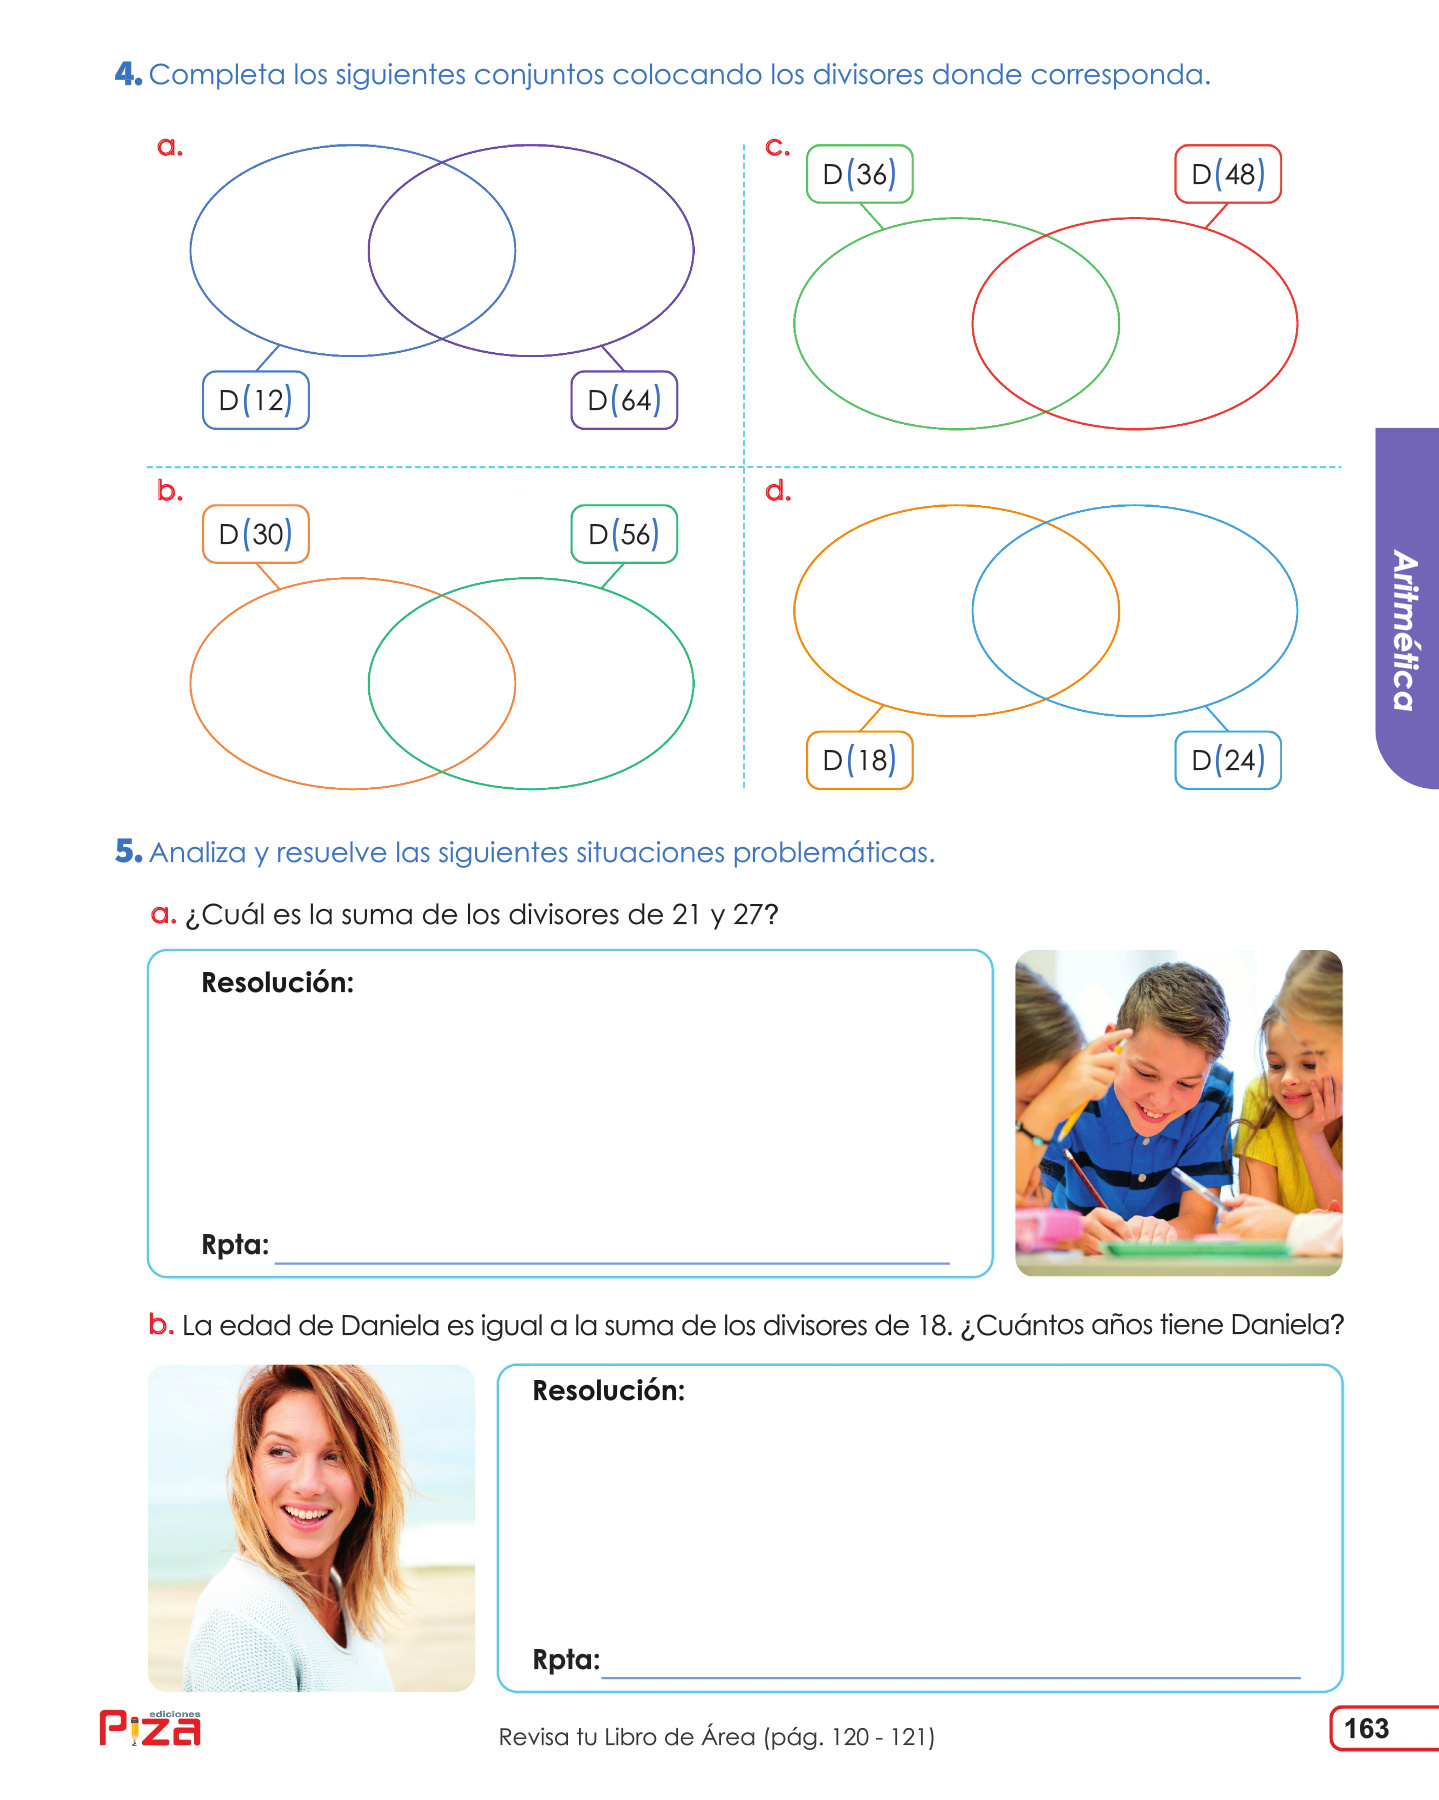 4. Completa los siguientes conjuntos colocando los divisores donde corresponda.
a.
D(12)
D(64)
c.
D(36)
D(48)
b.
D(30)
D(56)
d.
D(18)
D(24)
Aritmética
5. Analiza y resuelve las siguientes situaciones problemáticas.
a. ¿Cuál es la suma de los divisores de 21 y 27?
Resolución:
Rpta:
b. La edad de Daniela es igual a la suma de los divisores de 18. ¿Cuántos años tiene Daniela?
Resolución:
Rpta:
ediciones
Piza
Revisa tu Libro de Área (pág. 120 - 121)
163